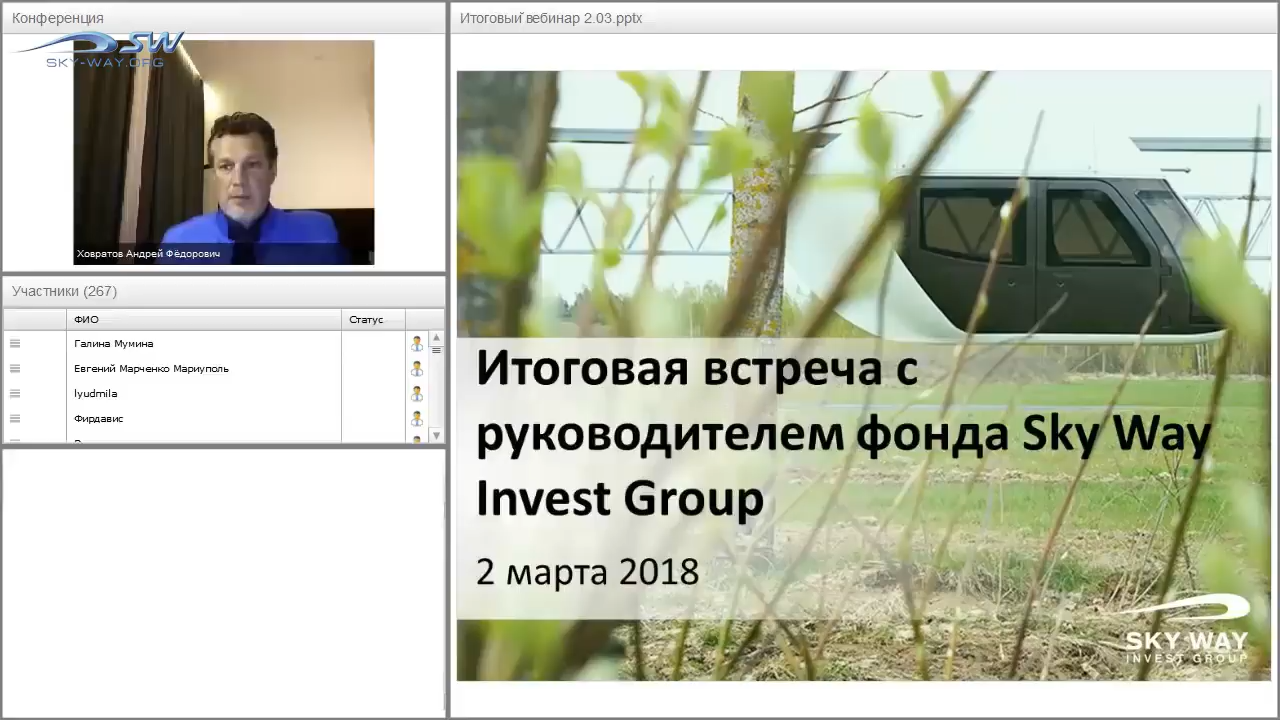 Конференция
SW
SKY-WAY.ORG
Ховратов Андрей Фёдорович
Участники (267)
ФИО
Статус
Галина Мумина
Евгений Марченко Мариуполь
lyudmila
Фирдавис
Итоговый вебинар 2.03.pptx
Итоговая встреча с
руководителем фонда Sky Way
Invest Group
2 марта 2018
SKY WAY
INVEST GROUP